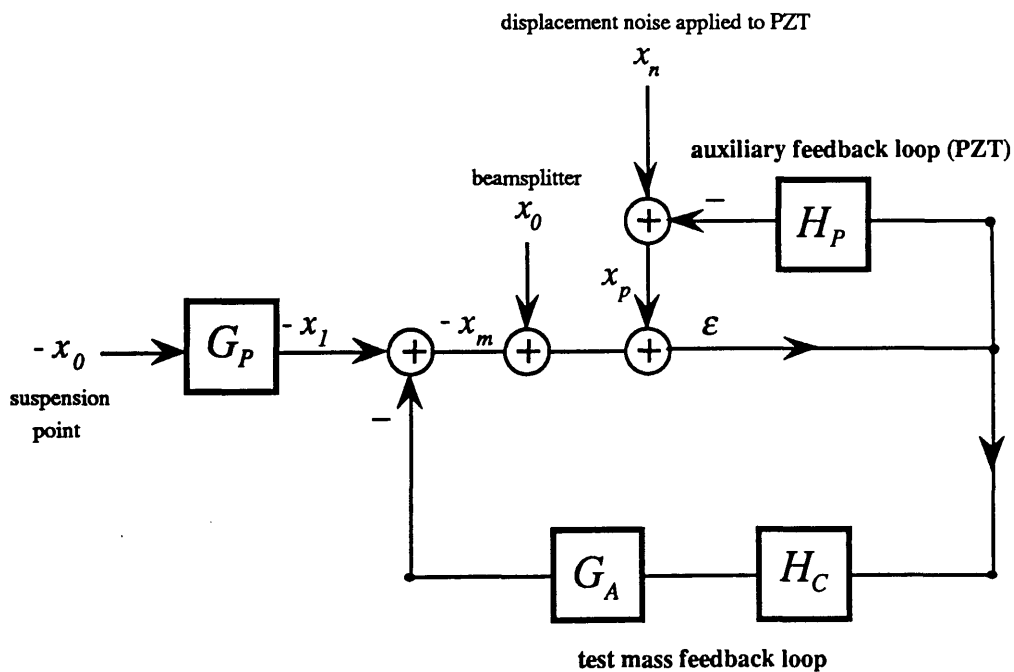 displacement noise applied to PZT
x_n
auxiliary feedback loop (PZT)
beamsplitter
x_0
+
−
H_P
x_p
- x_0
G_P
- x_1
+
- x_m
+
+
ε
suspension
point
−
G_A
H_C
test mass feedback loop